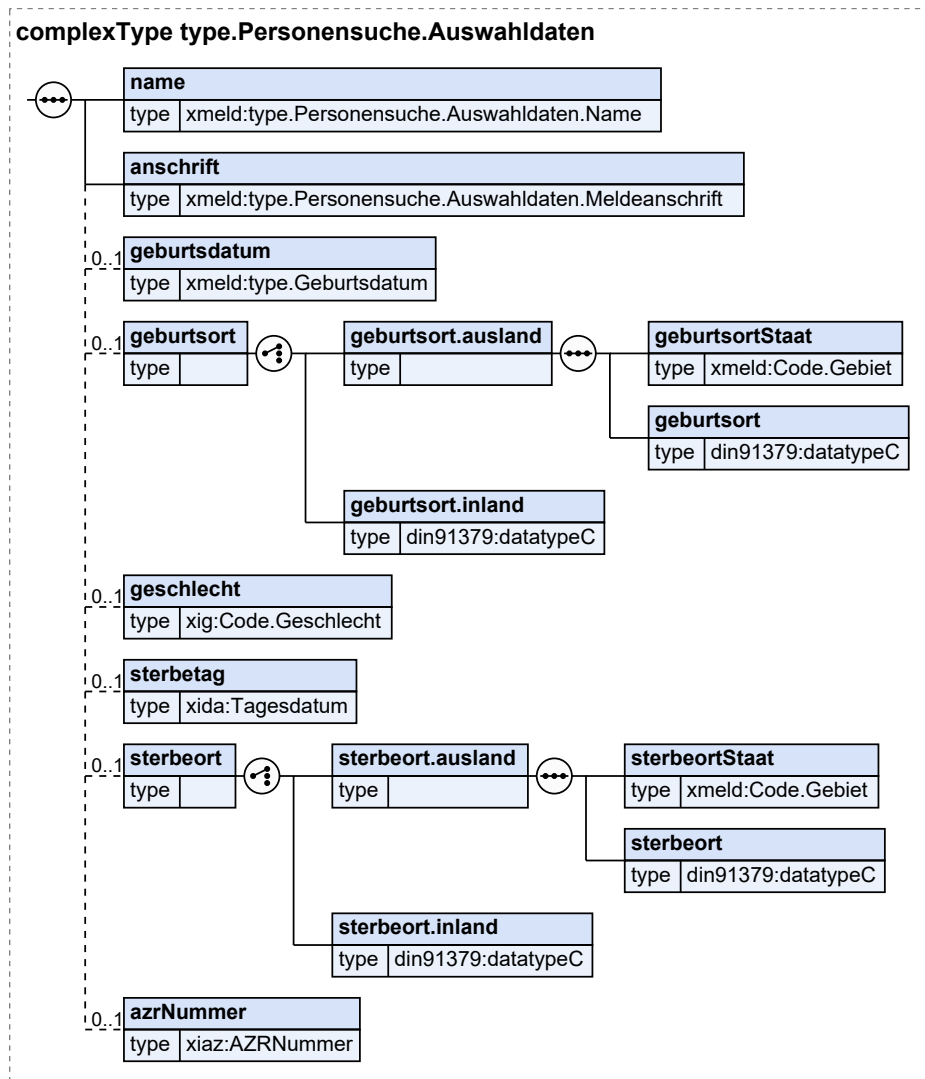 complexType type.Personensuche.Auswahldaten
name
type xmeld:type.Personensuche.Auswahldaten.Name
anschrift
type xmeld:type.Personensuche.Auswahldaten.Meldeanschrift
0..1 geburtsdatum
type xmeld:type.Geburtsdatum
0..1 geburtsort geburtsort.ausland geburtsortStaat
type type type xmeld:Code.Gebiet
geburtsort
type din91379:datatypeC
geburtsort.inland
type din91379:datatypeC
0..1 geschlecht
type xig:Code.Geschlecht
0..1 sterbetag
type xida:Tagesdatum
0..1 sterbeort sterbeort.ausland sterbeortStaat
type type type xmeld:Code.Gebiet
sterbeort
type din91379:datatypeC
sterbeort.inland
type din91379:datatypeC
0..1 azrNummer
type xiaz:AZRNummer